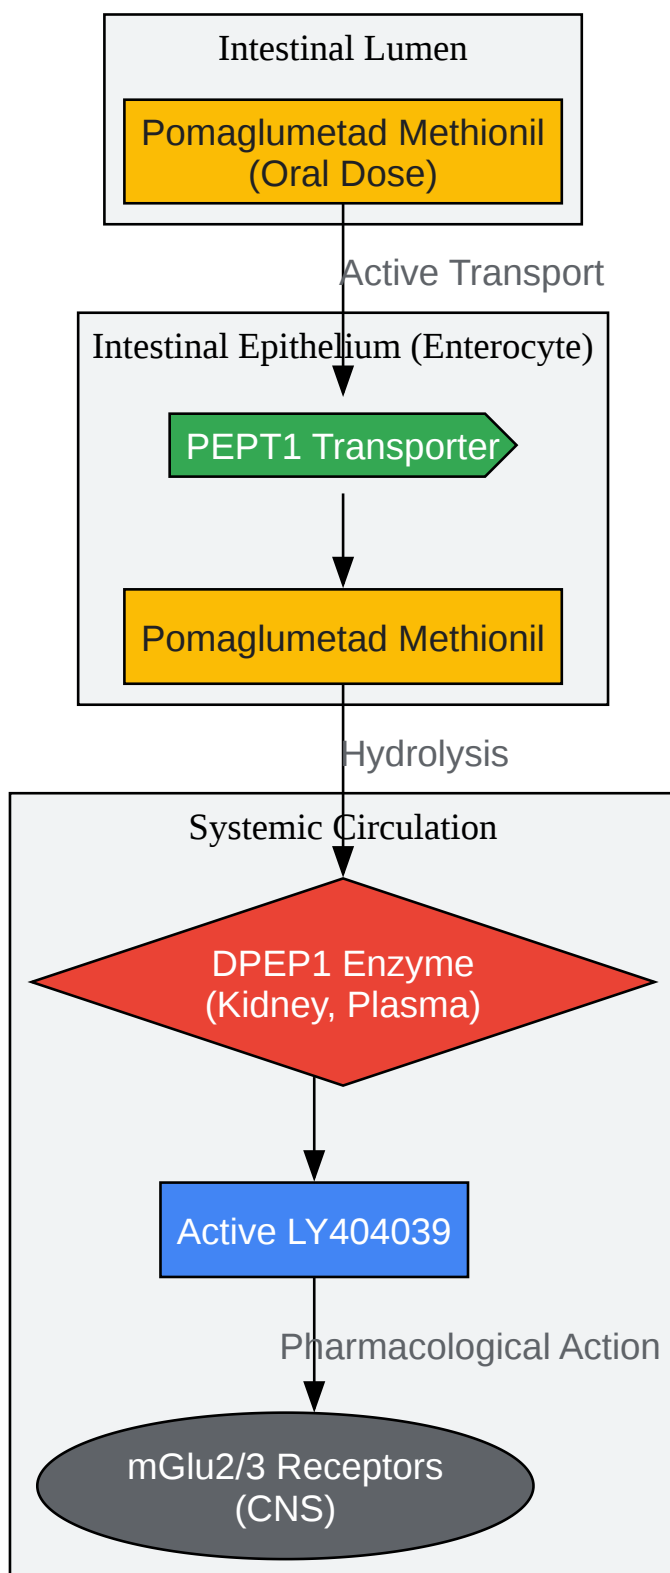 Intestinal Lumen
Pomaglumetad Methionil
(Oral Dose)
Active Transport
Intestinal Epithelium (Enterocyte)
PEPT1 Transporter
Pomaglumetad Methionil
Hydrolysis
Systemic Circulation
DPEP1 Enzyme
(Kidney, Plasma)
Active LY404039
Pharmacological Action
mGlu2/3 Receptors
(CNS)